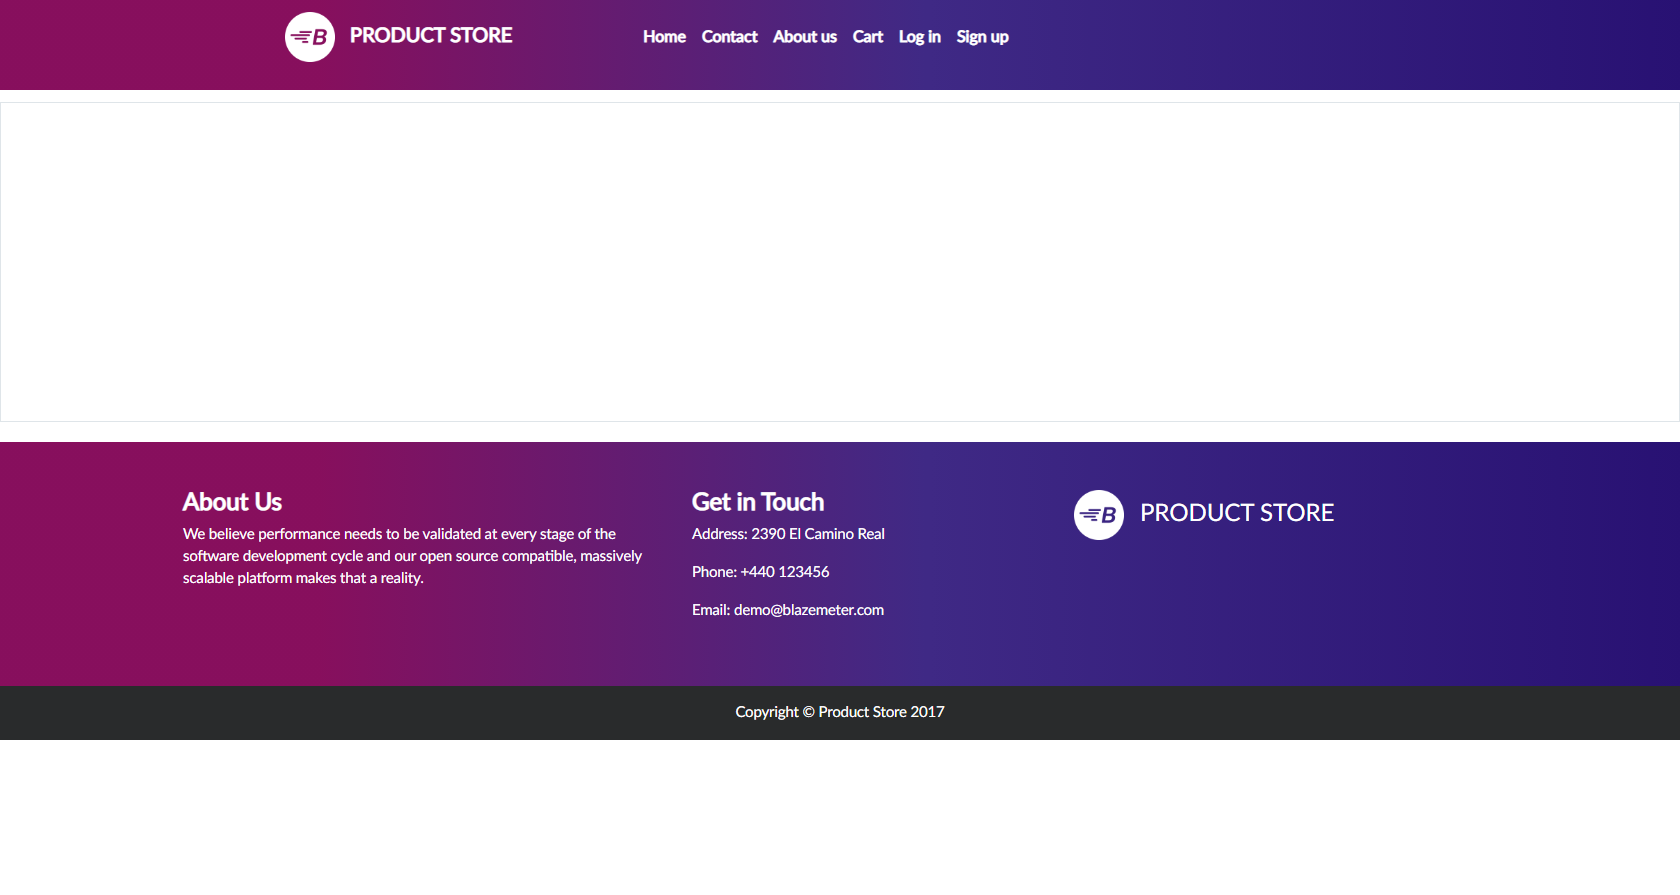 B PRODUCT STORE Home Contact About us Cart Log in Sign up
About Us
We believe performance needs to be validated at every stage of the
software development cycle and our open source compatible, massively
scalable platform makes that a reality.
Get in Touch
Address: 2390 El Camino Real
Phone: +440 123456
Email: demo@blazemeter.com
B PRODUCT STORE
Copyright © Product Store 2017